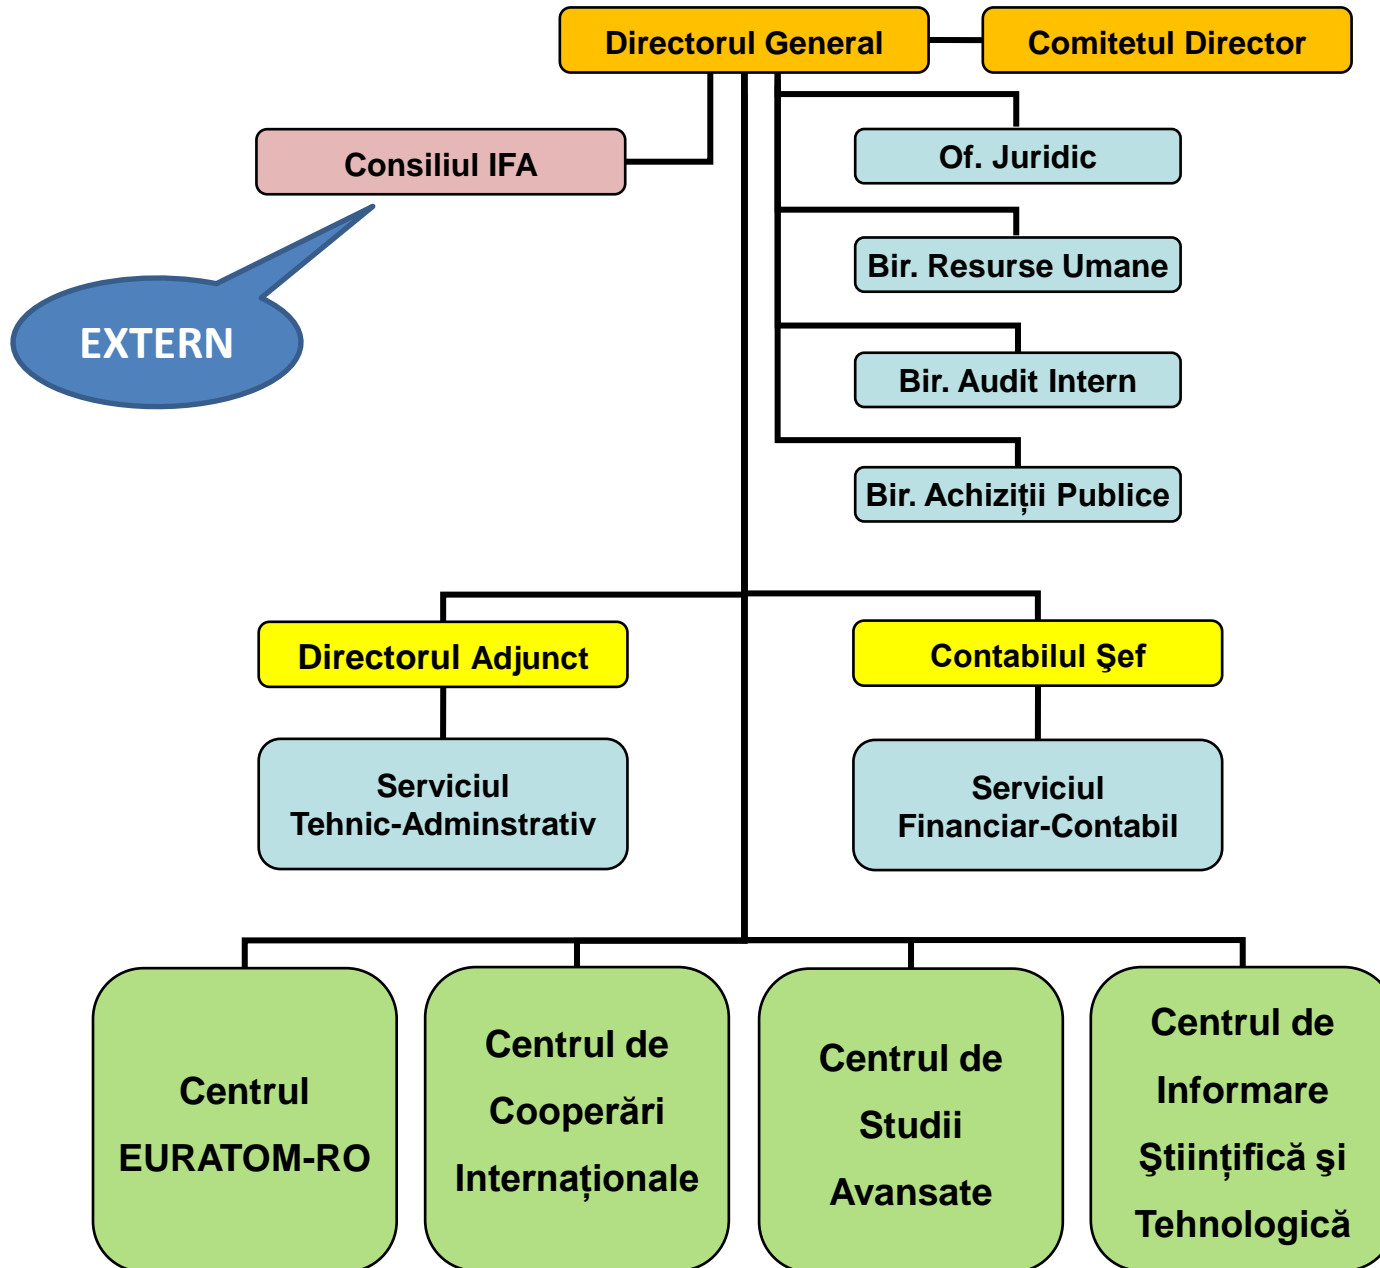 Directorul General
Comitetul Director
Consiliul IFA
Of. Juridic
EXTERN
Bir. Resurse Umane
Bir. Audit Intern
Bir. Achiziții Publice
Directorul Adjunct
Contabilul Şef
Serviciul
Tehnic-Adminstrativ
Serviciul
Financiar-Contabil
Centrul
EURATOM-RO
Centrul de
Cooperări
Internaționale
Centrul de
Studii
Avansate
Centrul de
Informare
Ştiințifică şi
Tehnologică